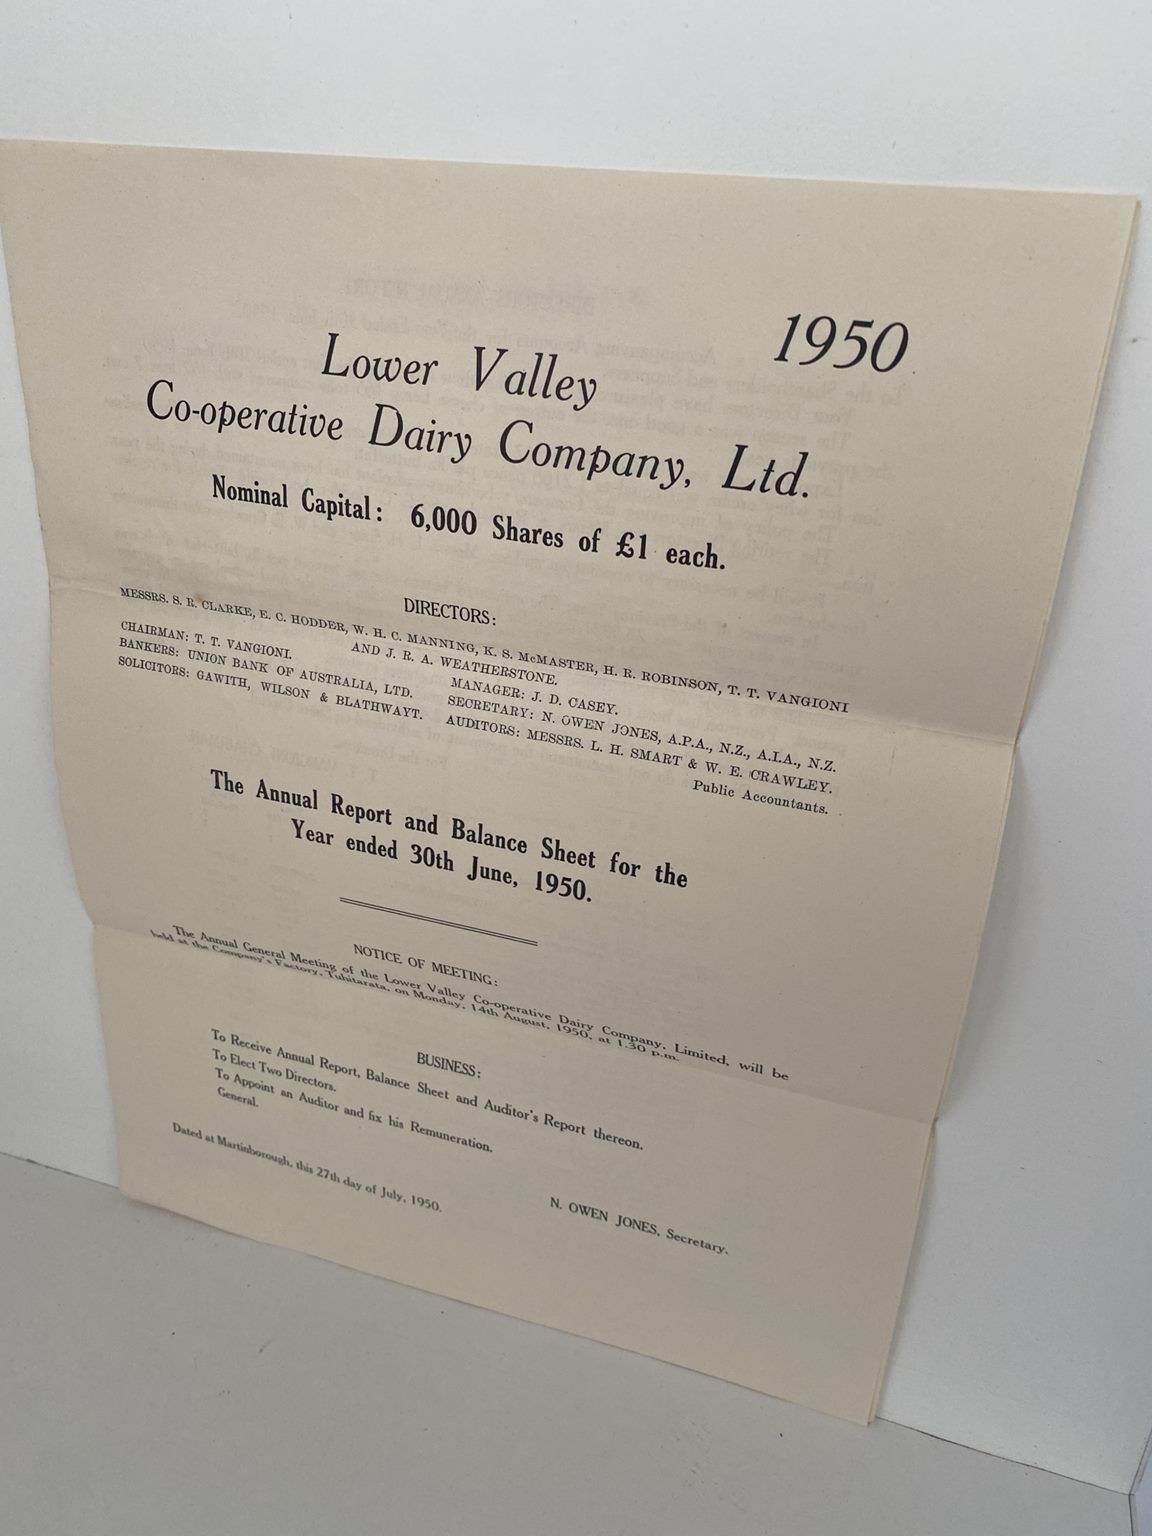 1950
Lower Valley
Co-operative Dairy Company, Ltd.
Nominal Capital: 6,000 Shares of £1 each.
DIRECTORS:
MESSRS. S. R. CLARKE, E. C. HODDER, W. H. C. MANNING, K. S. McMASTER, H. R. ROBINSON, T. T. VANGIONI
AND J. R. A. WEATHERSTONE.
CHAIRMAN: T. T. VANGIONI.
BANKERS: UNION BANK OF AUSTRALIA, LTD.
SOLICITORS: GAWITH, WILSON & BLATHWAYT.
MANAGER: J. D. CASEY.
SECRETARY: N. OWEN JONES, A.P.A., N.Z., A.I.A., N.Z.
AUDITORS: MESSRS. L. H. SMART & W. E. CRAWLEY.
Public Accountants.
The Annual Report and Balance Sheet for the
Year ended 30th June, 1950.
NOTICE OF MEETING:
The Annual General Meeting of the Lower Valley Co-operative Dairy Company, Limited, will be
held at the Company's Factory, Tuhitarata, on Monday, 14th August, 1950, at 1.30 p.m.
BUSINESS:
To Receive Annual Report, Balance Sheet and Auditor's Report thereon.
To Elect Two Directors.
To Appoint an Auditor and fix his Remuneration.
General.
Dated at Martinborough, this 27th day of July, 1950.
N. OWEN JONES, Secretary.